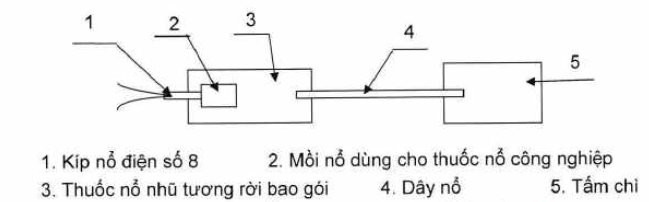 1 2 3 4 5
1. Kíp nổ điện số 8 2. Mồi nổ dùng cho thuốc nổ công nghiệp
3. Thuốc nổ nhũ tương rời bao gói 4. Dây nổ 5. Tấm chì